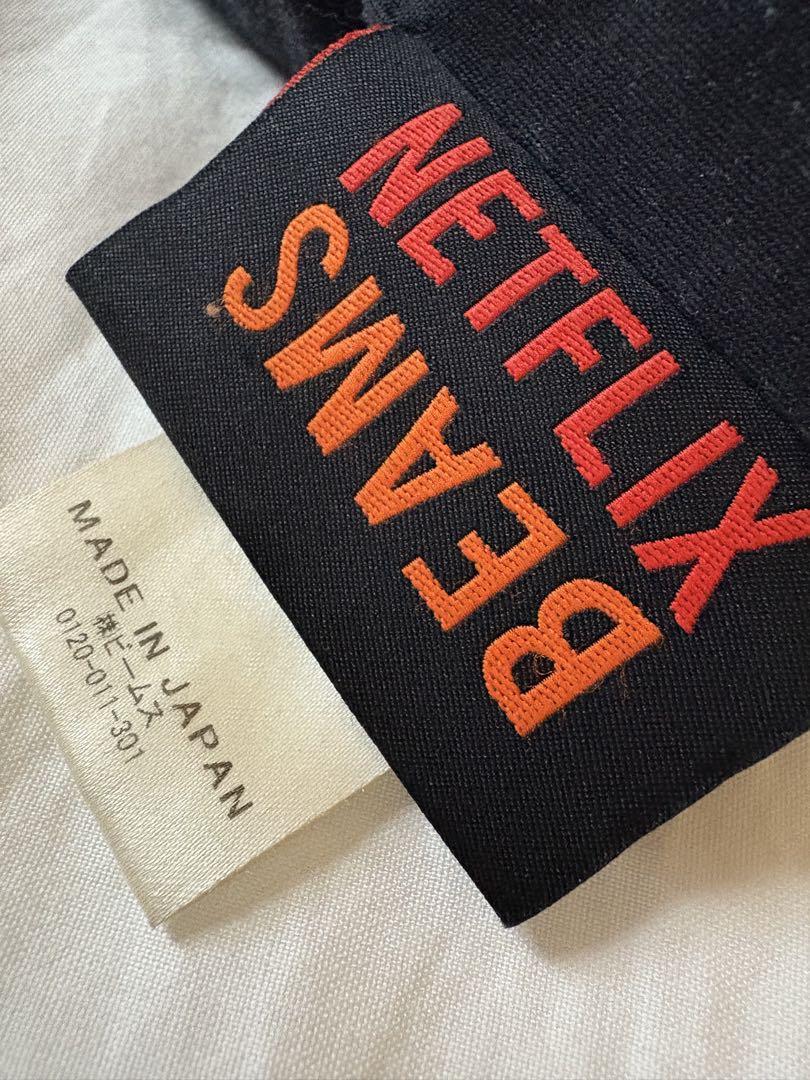 NETFLIX
BEAMS
MADE IN JAPAN
㈱ビームス
0120-011-301